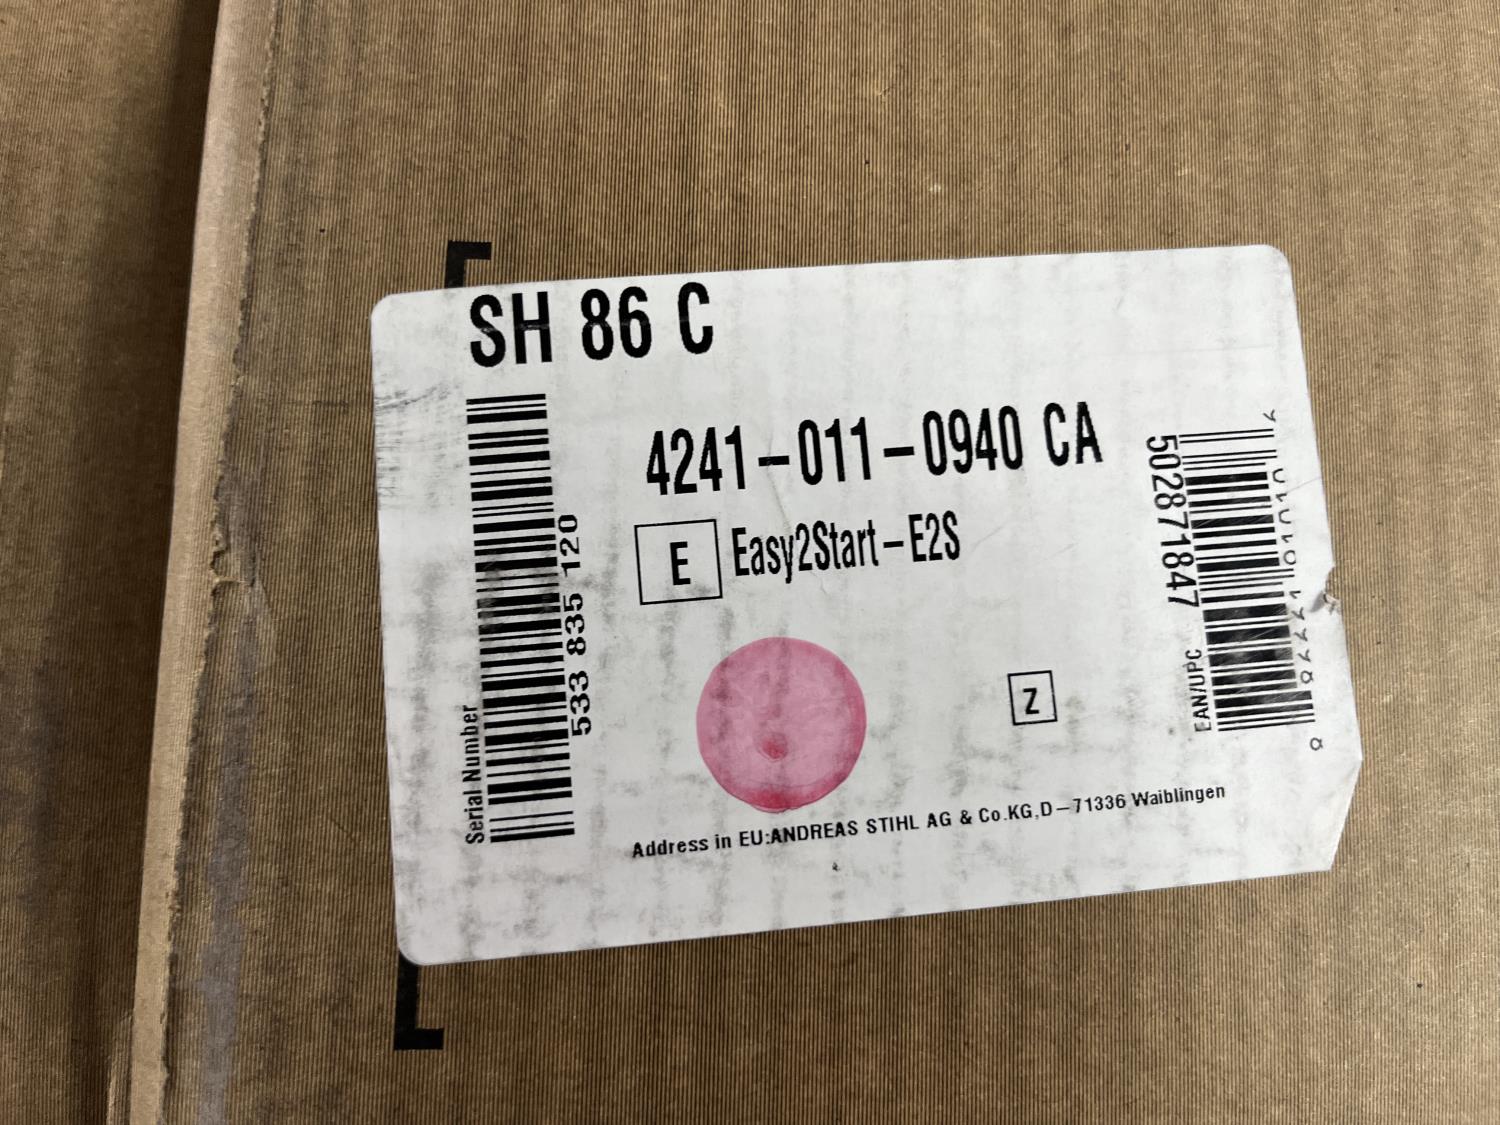 SH 86 C
4241-011-0940 CA
E Easy2Start-E2S
Z
Serial Number
533 835 120
502871847
EAN/UPC
Address in EU:ANDREAS STIHL AG & Co.KG,D-71336 Waiblingen